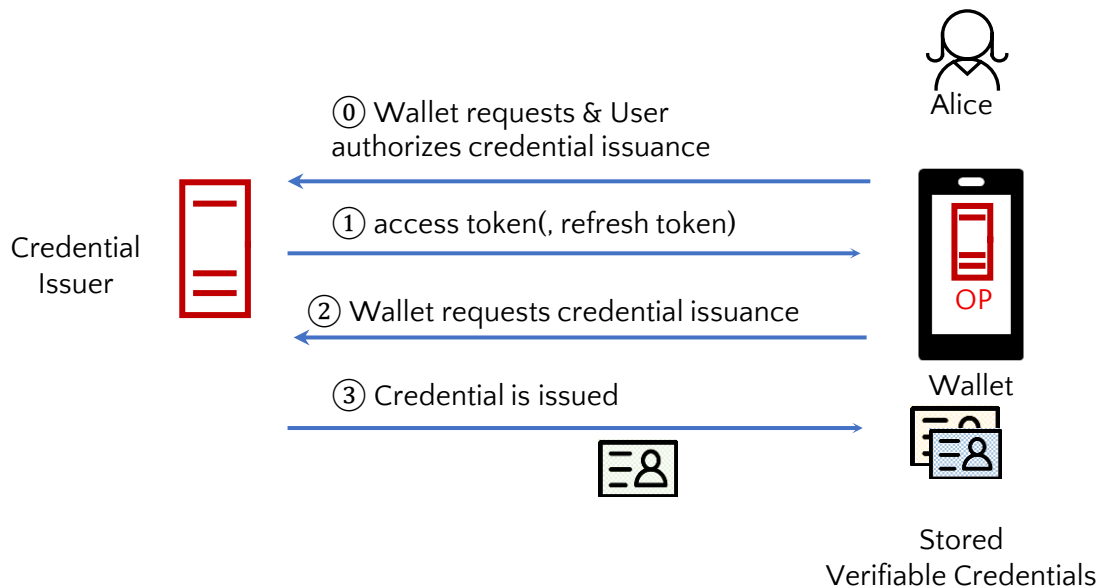 Alice
⓪ Wallet requests & User
authorizes credential issuance
① access token(, refresh token)
Credential
Issuer
OP
② Wallet requests credential issuance
Wallet
③ Credential is issued
Stored
Verifiable Credentials